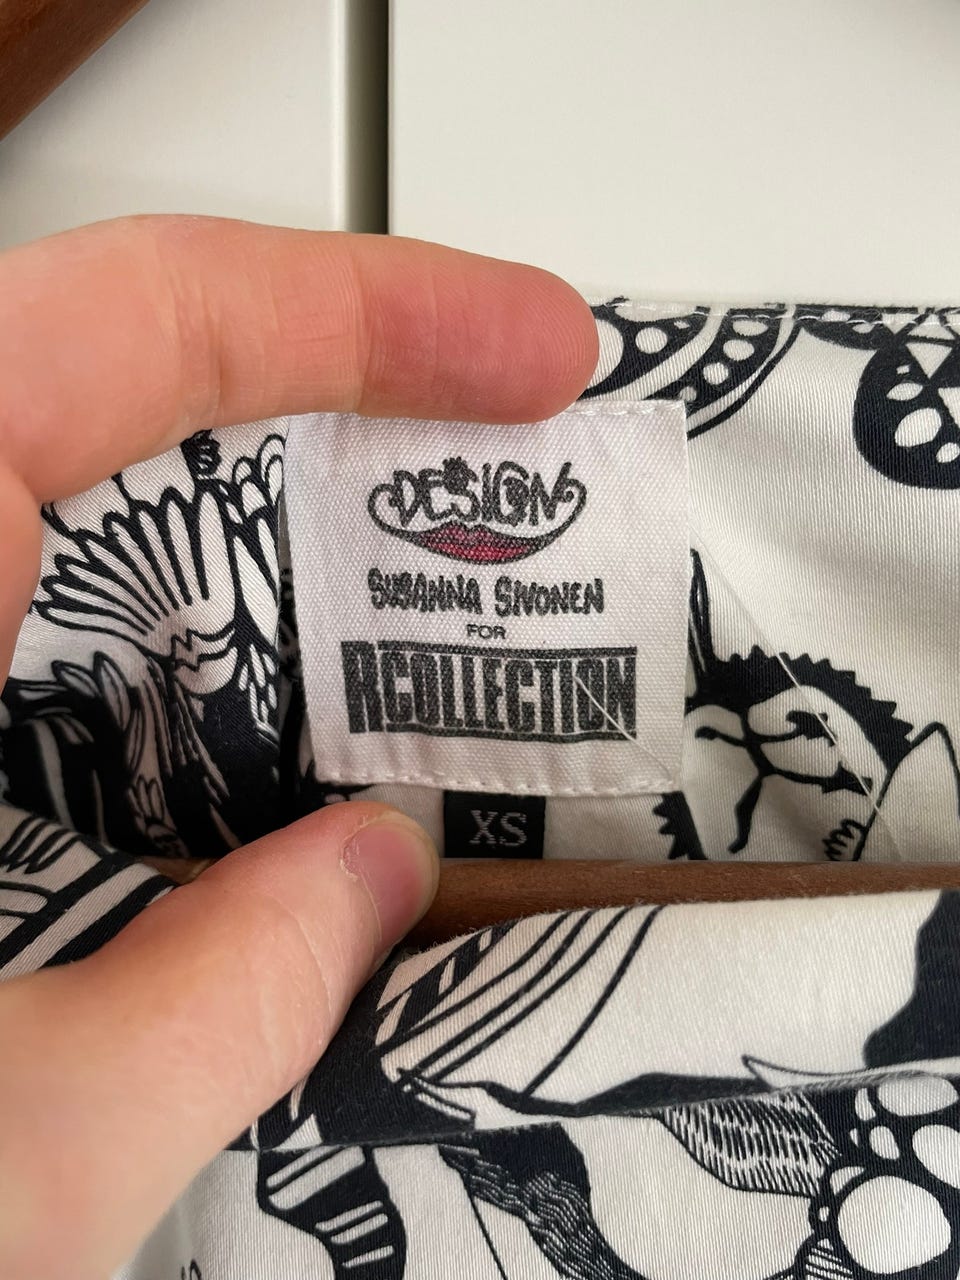 DESIGN
SUSANNA SIVONEN
FOR
RCOLLECTION
XS